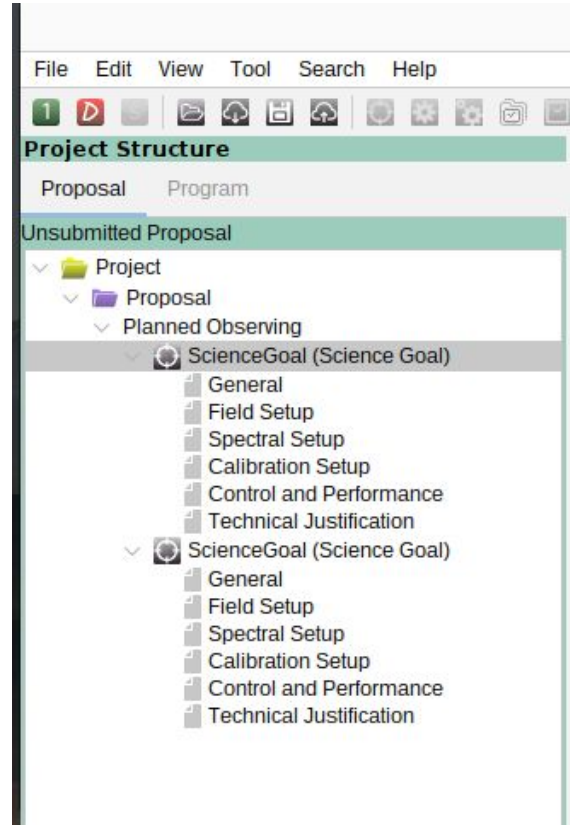 File Edit View Tool Search Help
1 D S
Project Structure
Proposal Program
Unsubmitted Proposal
Project
Proposal
Planned Observing
ScienceGoal (Science Goal)
General
Field Setup
Spectral Setup
Calibration Setup
Control and Performance
Technical Justification
ScienceGoal (Science Goal)
General
Field Setup
Spectral Setup
Calibration Setup
Control and Performance
Technical Justification